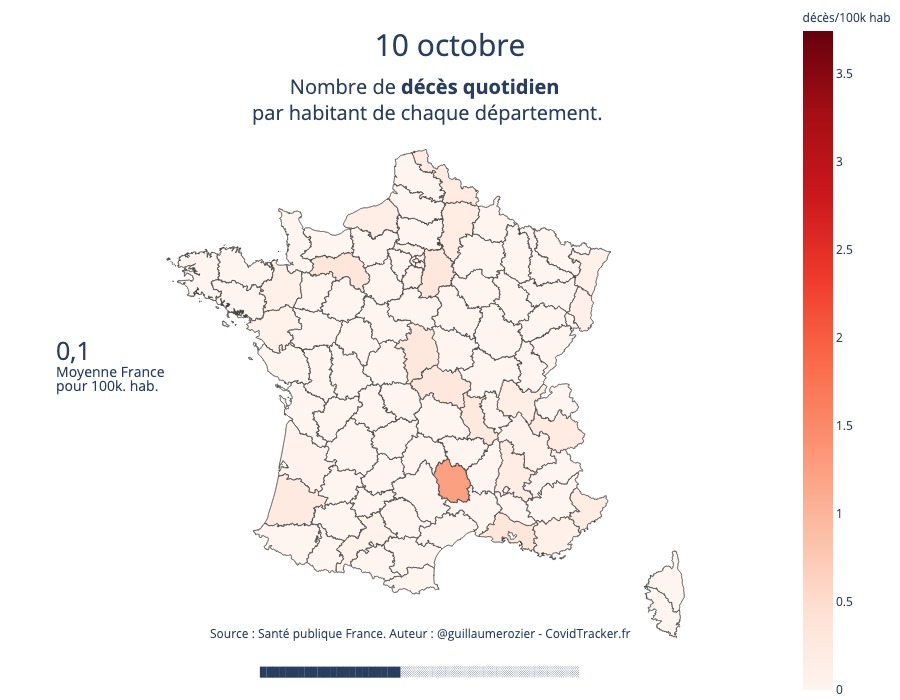 décès/100k hab
10 octobre
Nombre de décès quotidien
par habitant de chaque département.
3.5
3
2.5
2
1.5
1
0.5
0
0,1
Moyenne France
pour 100k. hab.
Source : Santé publique France. Auteur : @guillaumerozier - CovidTracker.fr